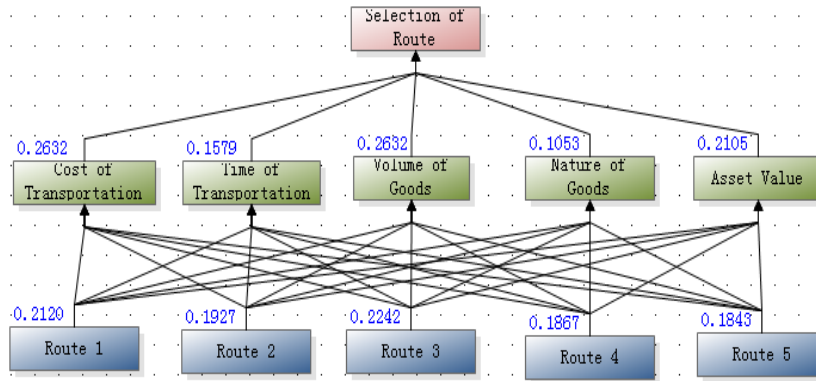 Selection of
Route
0.2632
0.1579
0.2632
0.1053
0.2105
Cost of
Transportation
Time of
Transportation
Volume of
Goods
Nature of
Goods
Asset Value
0.2120
0.1927
0.2242
0.1867
0.1843
Route 1
Route 2
Route 3
Route 4
Route 5